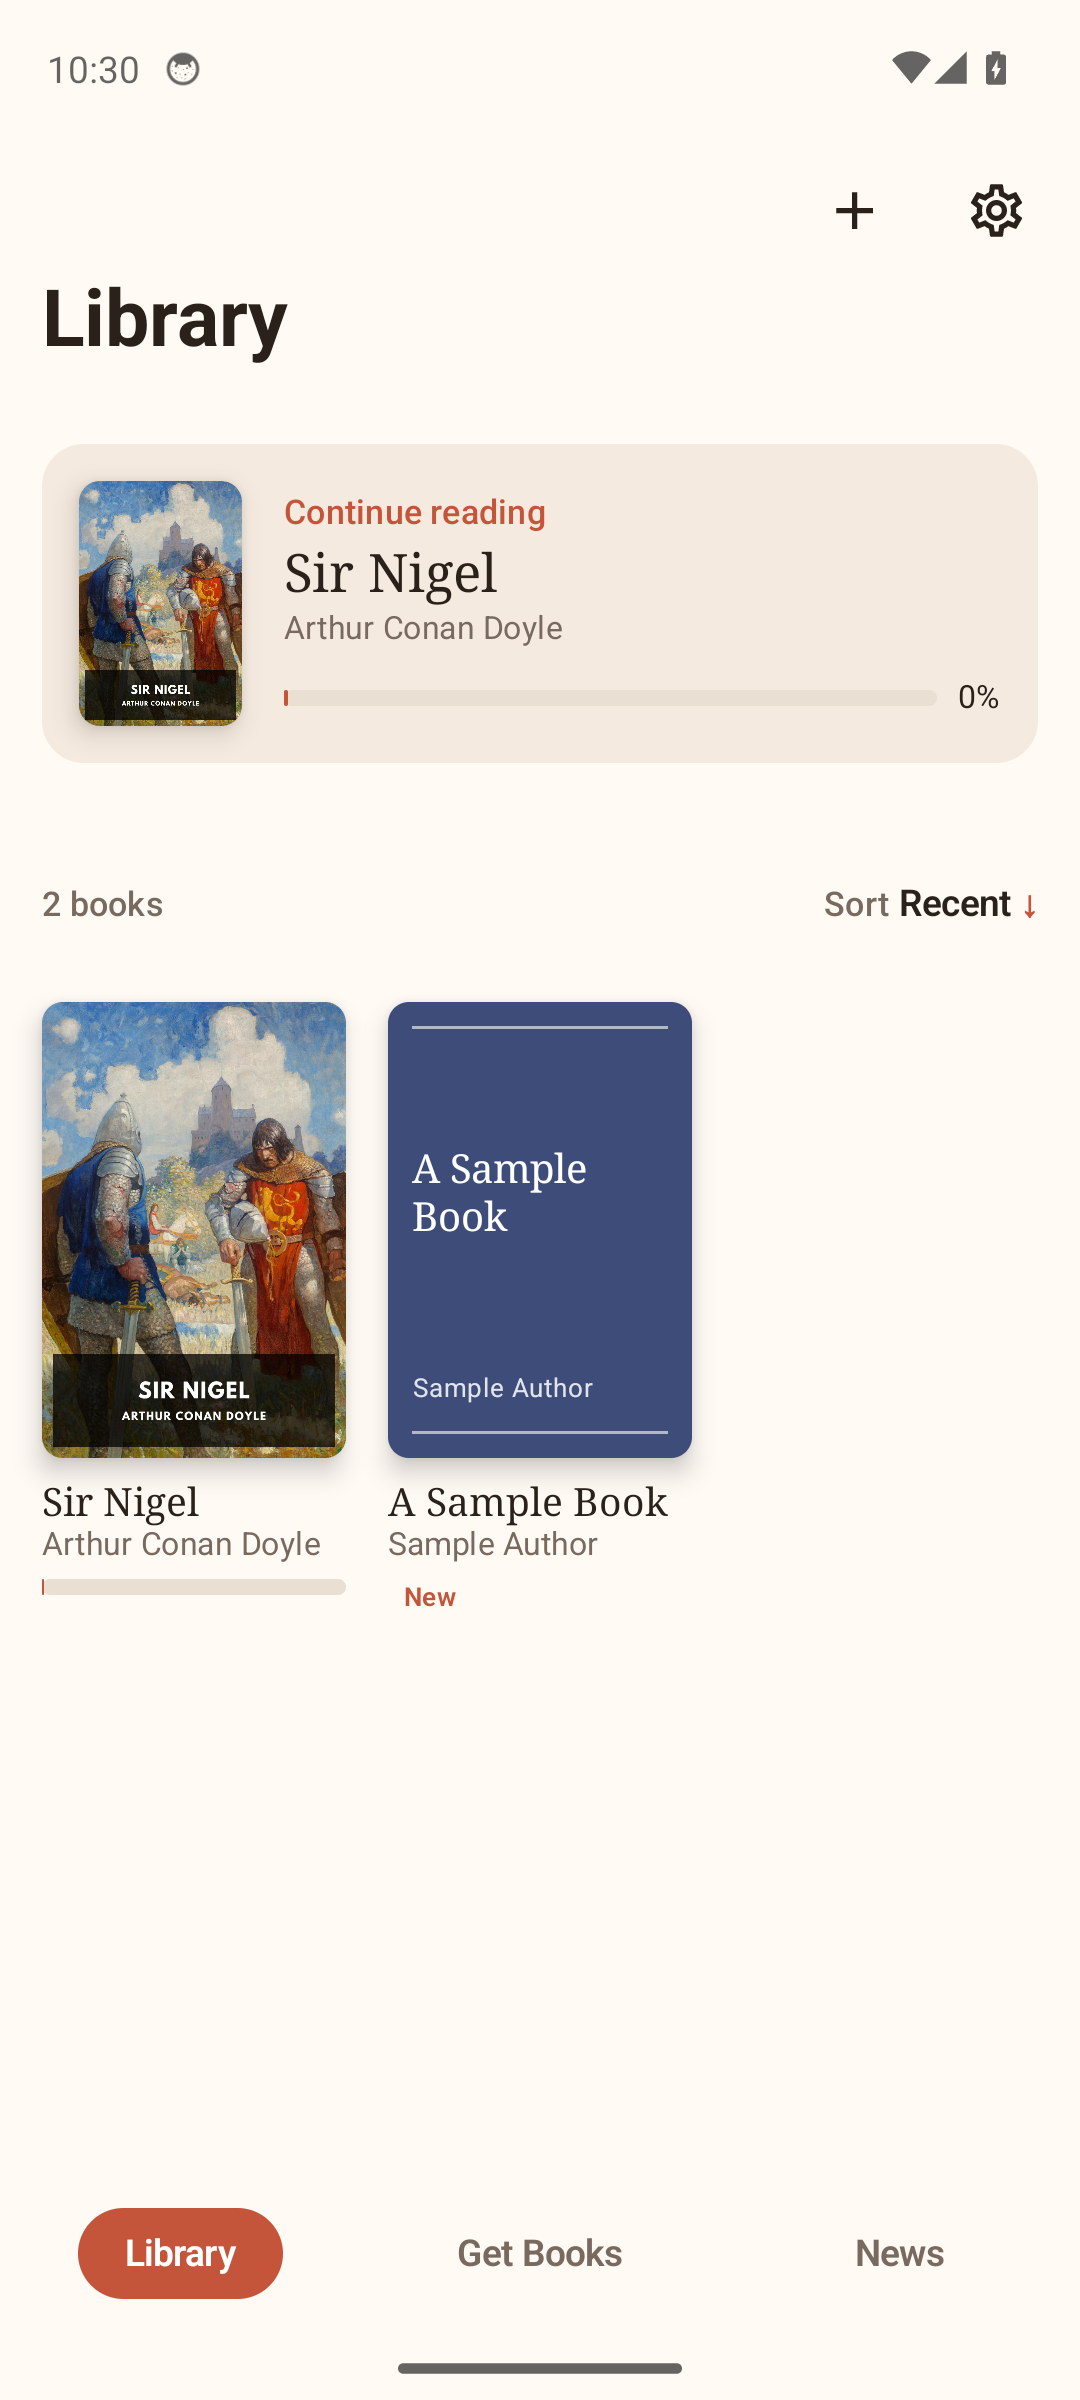 10:30
Library
Continue reading
Sir Nigel
Arthur Conan Doyle
0%
SIR NIGEL
ARTHUR CONAN DOYLE
2 books
Sort Recent ↓
SIR NIGEL
ARTHUR CONAN DOYLE
Sir Nigel
Arthur Conan Doyle
A Sample
Book
Sample Author
A Sample Book
Sample Author
New
Library
Get Books
News